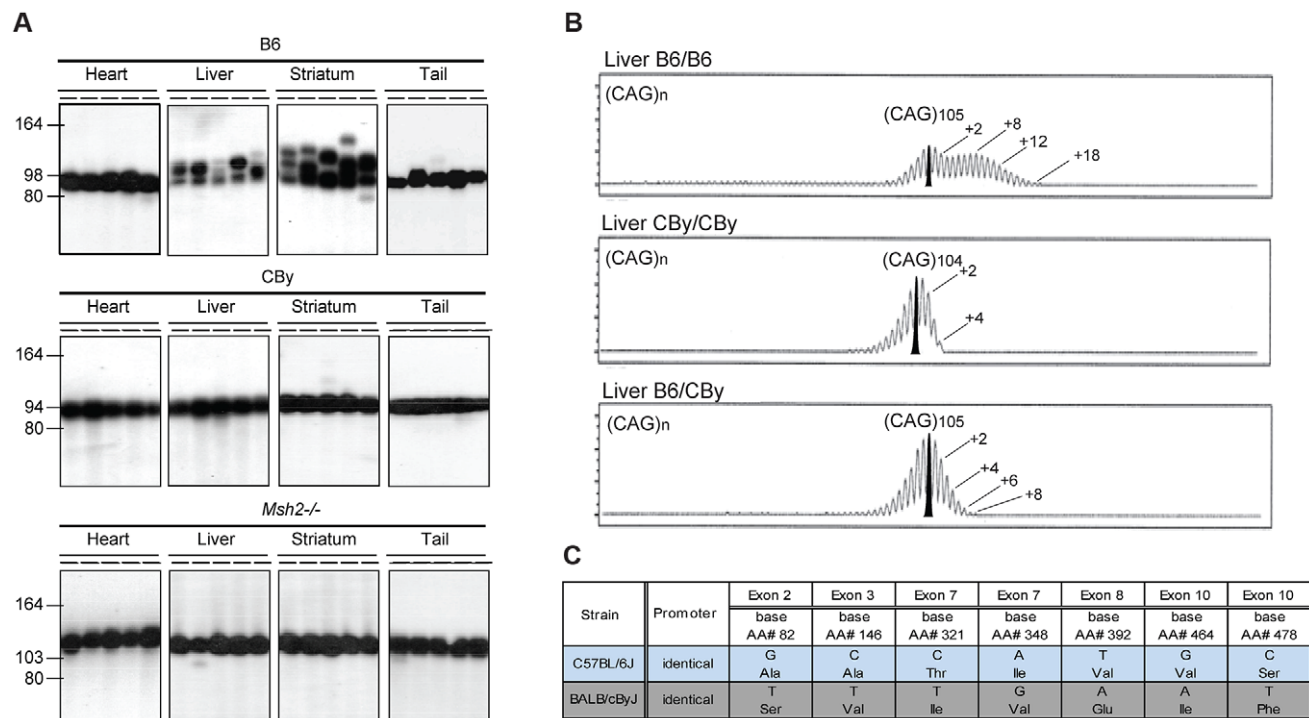 A
B6
Heart Liver Striatum Tail
164
98
80
CBy
Heart Liver Striatum Tail
164
94
80
Msh2-/-
Heart Liver Striatum Tail
164
103
80
B
Liver B6/B6
(CAG)n
(CAG)105
+2
+8
+12
+18
Liver CBy/CBy
(CAG)n
(CAG)104
+2
+4
Liver B6/CBy
(CAG)n
(CAG)105
+2
+4
+6
+8
C
Strain Promoter Exon 2 Exon 3 Exon 7 Exon 7 Exon 8 Exon 10 Exon 10
base base base base base base base
AA# 82 AA# 146 AA# 321 AA# 348 AA# 392 AA# 464 AA# 478
C57BL/6J identical G C C A T G C
Ala Ala Thr Ile Val Val Ser
BALB/cByJ identical T T T G A A T
Ser Val Ile Val Glu Ile Phe